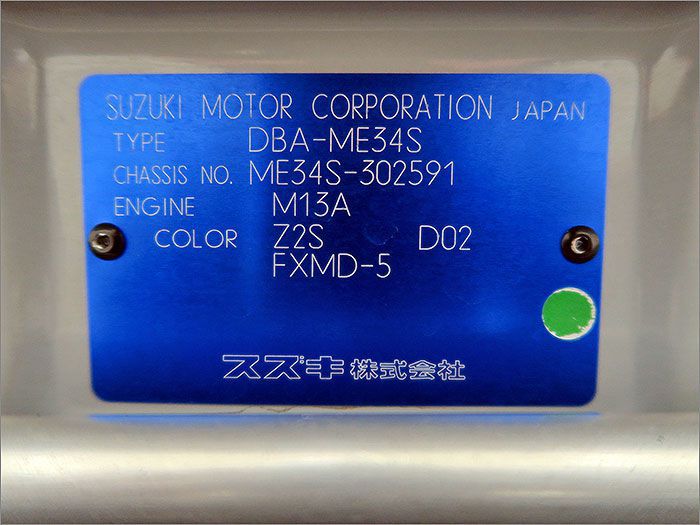 SUZUKI MOTOR CORPORATION JAPAN
TYPE DBA-ME34S
CHASSIS NO. ME34S-302591
ENGINE M13A
COLOR Z2S D02
FXMD-5
スズキ株式会社